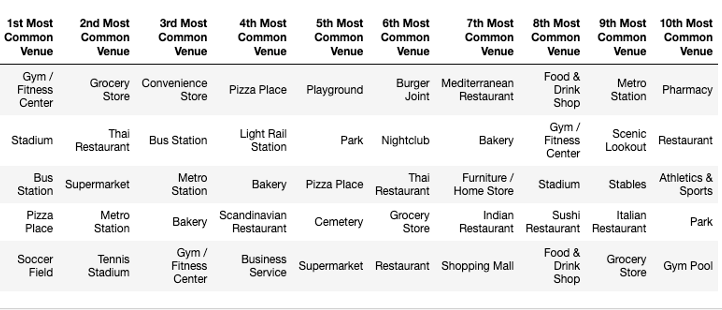 1st Most Common Venue 2nd Most Common Venue 3rd Most Common Venue 4th Most Common Venue 5th Most Common Venue 6th Most Common Venue 7th Most Common Venue 8th Most Common Venue 9th Most Common Venue 10th Most Common Venue
Gym / Fitness Center Grocery Store Convenience Store Pizza Place Playground Burger Joint Mediterranean Restaurant Food & Drink Shop Metro Station Pharmacy
Stadium Thai Restaurant Bus Station Light Rail Station Park Nightclub Bakery Gym / Fitness Center Scenic Lookout Restaurant
Bus Station Supermarket Metro Station Bakery Pizza Place Thai Restaurant Furniture / Home Store Stadium Stables Athletics & Sports
Pizza Place Metro Station Bakery Scandinavian Restaurant Cemetery Grocery Store Indian Restaurant Sushi Restaurant Italian Restaurant Park
Soccer Field Tennis Stadium Gym / Fitness Center Business Service Supermarket Restaurant Shopping Mall Food & Drink Shop Grocery Store Gym Pool